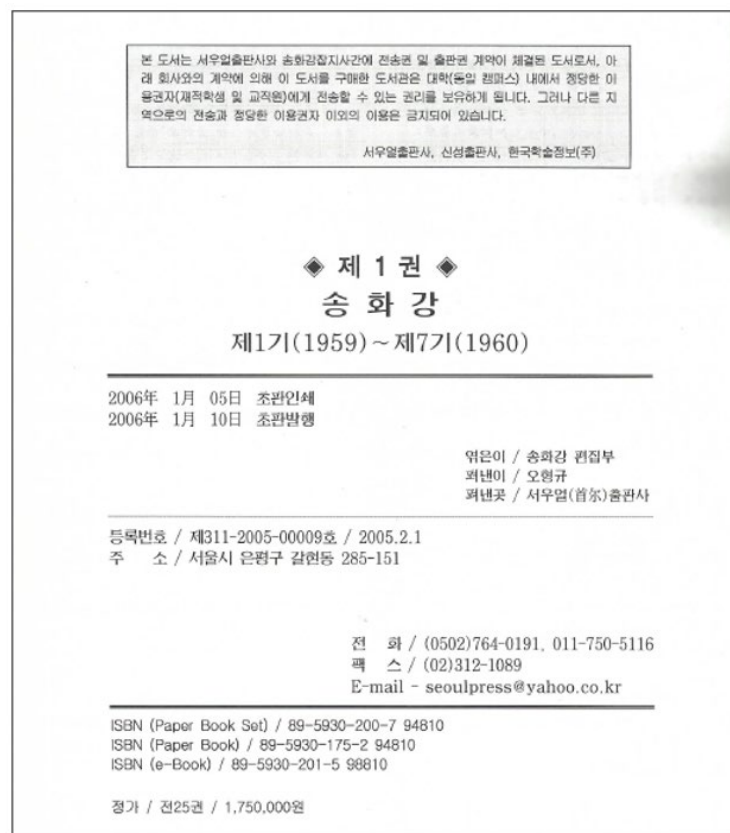 본 도서는 서우얼출판사와 송화강잡지사간에 전송권 및 출판권 계약이 체결된 도서로서, 아
래 회사와의 계약에 의해 이 도서를 구매한 도서관은 대학(동일 캠퍼스) 내에서 정당한 이
용권자(재적학생 및 교직원)에게 전송할 수 있는 권리를 보유하게 됩니다. 그러나 다른 지
역으로의 전송과 정당한 이용권자 이외의 이용은 금지되어 있습니다.
서우얼출판사, 신성출판사, 한국학술정보(주)
◈ 제 1 권 ◈
송 화 강
제1기(1959)~제7기(1960)
2006年 1月 05日 초판인쇄
2006年 1月 10日 초판발행
엮은이 / 송화강 편집부
펴낸이 / 오형규
펴낸곳 / 서우얼(首尔)출판사
등록번호 / 제311-2005-00009호 / 2005.2.1
주 소 / 서울시 은평구 갈현동 285-151
전 화 / (0502)764-0191, 011-750-5116
팩 스 / (02)312-1089
E-mail - seoulpress@yahoo.co.kr
ISBN (Paper Book Set) / 89-5930-200-7 94810
ISBN (Paper Book) / 89-5930-175-2 94810
ISBN (e-Book) / 89-5930-201-5 98810
정가 / 전25권 / 1,750,000원